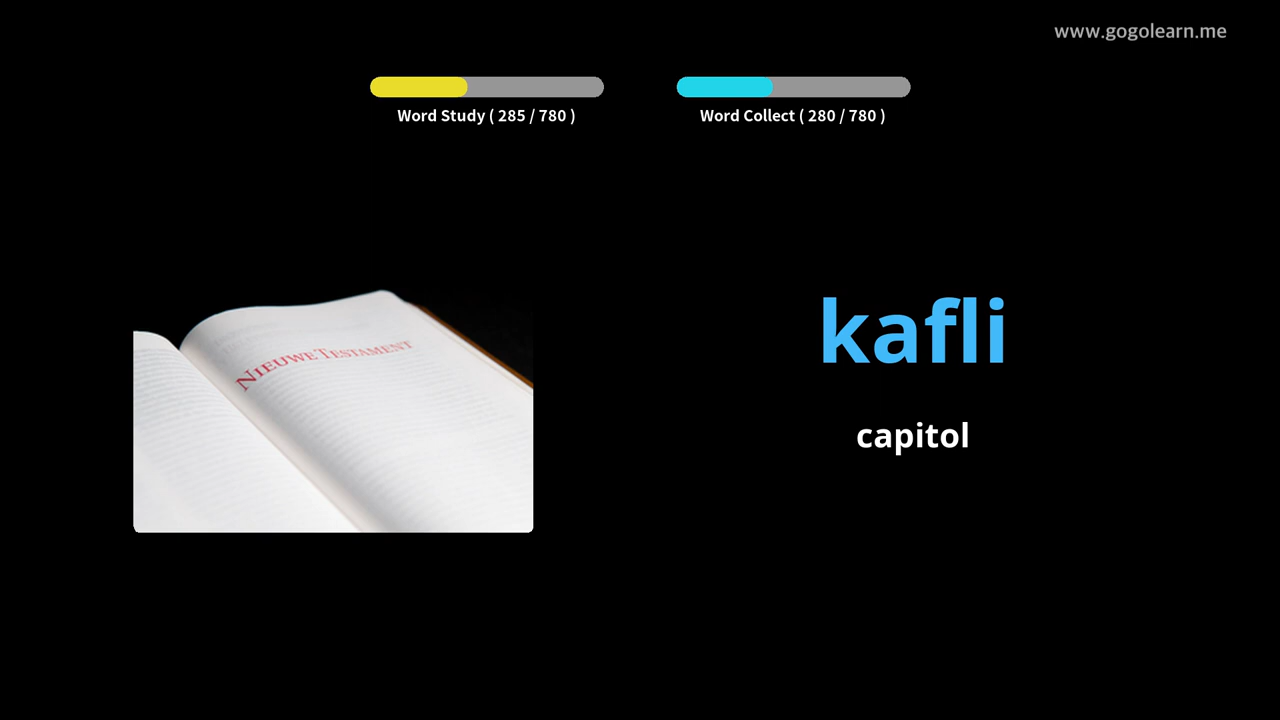 www.gogolearn.me
Word Study ( 285 / 780 )
Word Collect ( 280 / 780 )
NIEUWE TESTAMENT
kafli
capitol